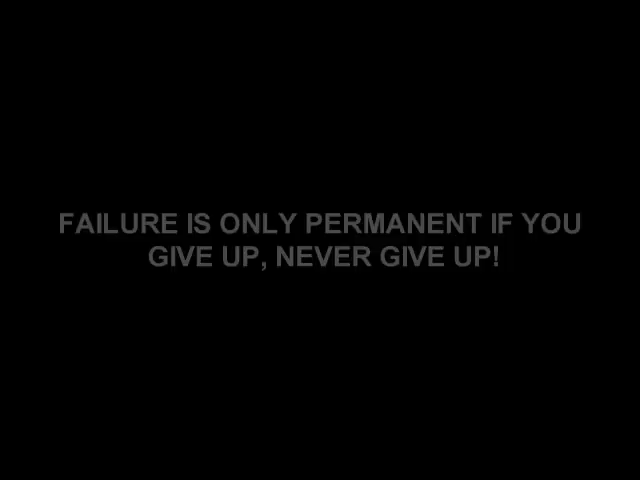 FAILURE IS ONLY PERMANENT IF YOU
GIVE UP, NEVER GIVE UP!